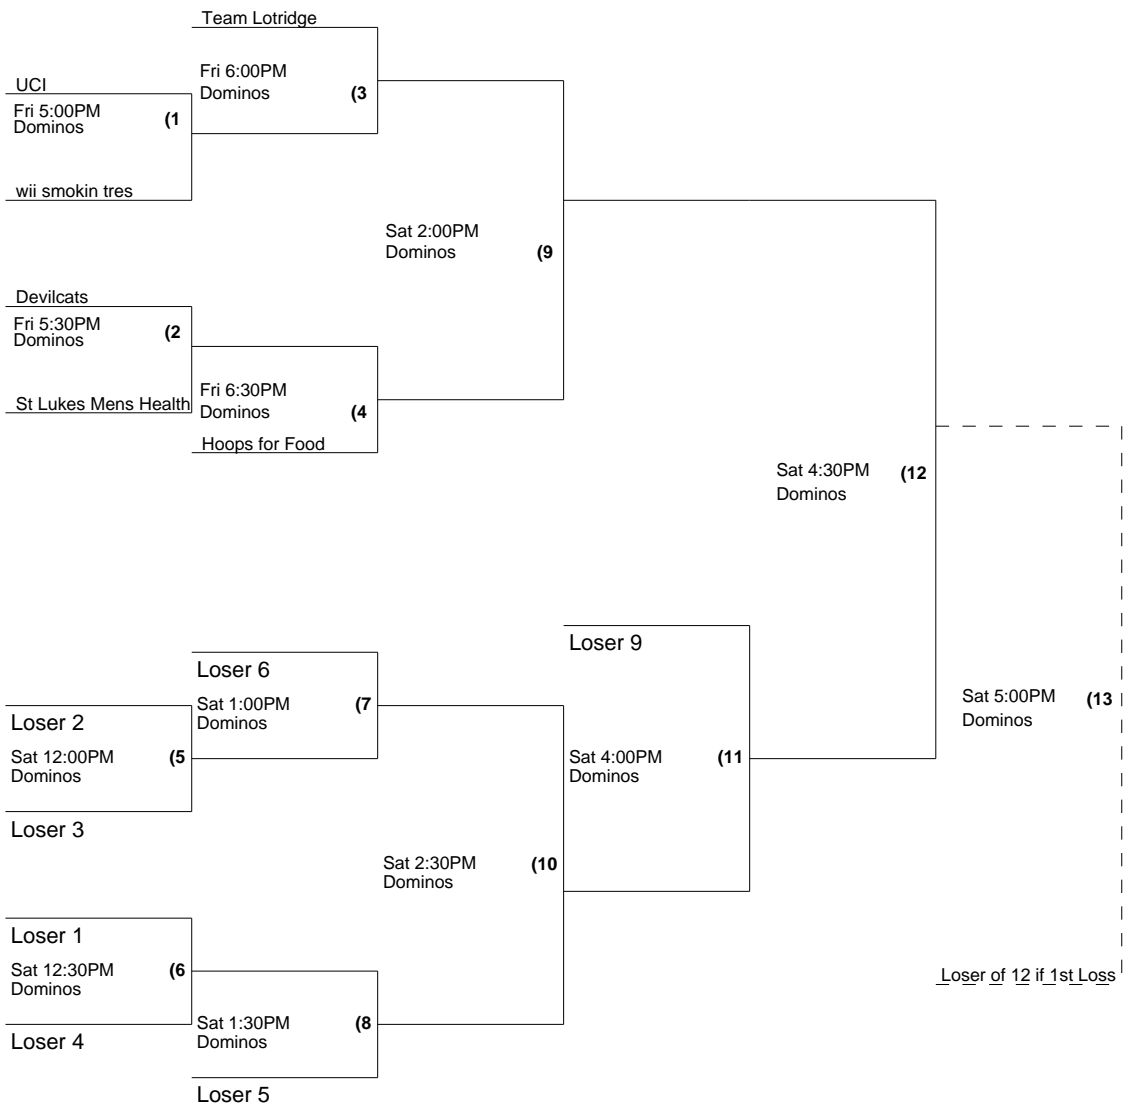 Team Lotridge
Fri 6:00PM
Dominos
(3
UCI
Fri 5:00PM
Dominos
(1
wii smokin tres
Sat 2:00PM
Dominos
(9
Devilcats
Fri 5:30PM
Dominos
(2
St Lukes Mens Health
Fri 6:30PM
Dominos
(4
Hoops for Food
Sat 4:30PM
Dominos
(12
Loser 9
Loser 6
Sat 1:00PM
Dominos
(7
Loser 2
Sat 12:00PM
Dominos
(5
Loser 3
Sat 4:00PM
Dominos
(11
Sat 5:00PM
Dominos
(13
Sat 2:30PM
Dominos
(10
Loser 1
Sat 12:30PM
Dominos
(6
Loser 4
Sat 1:30PM
Dominos
(8
Loser 5
Loser of 12 if 1st Loss